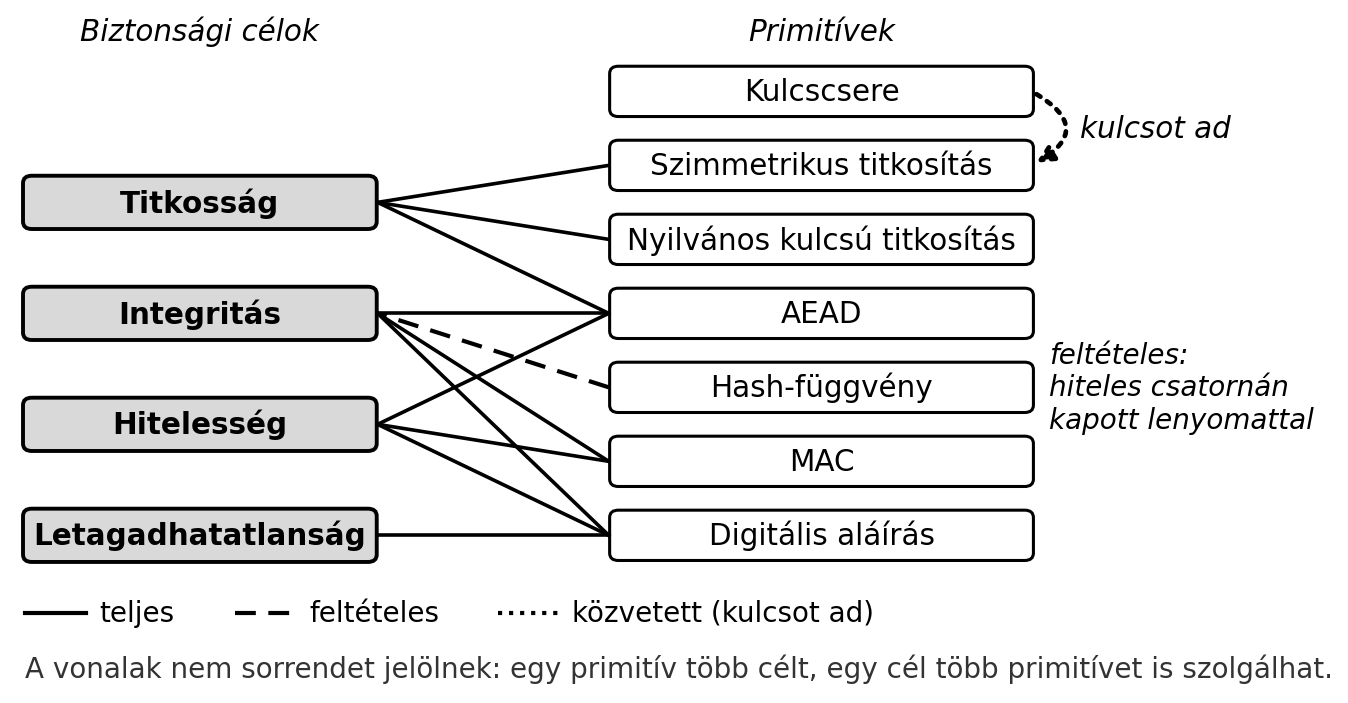 Biztonsági célok
Primitívek
Kulcscsere
kulcsot ad
Szimmetrikus titkosítás
Titkosság
Nyilvános kulcsú titkosítás
Integritás
AEAD
feltételes:
hiteles csatornán
kapott lenyomattal
Hash-függvény
Hitelesség
MAC
Letagadhatatlanság
Digitális aláírás
teljes
feltételes
közvetett (kulcsot ad)
A vonalak nem sorrendet jelölnek: egy primitív több célt, egy cél több primitívet is szolgálhat.